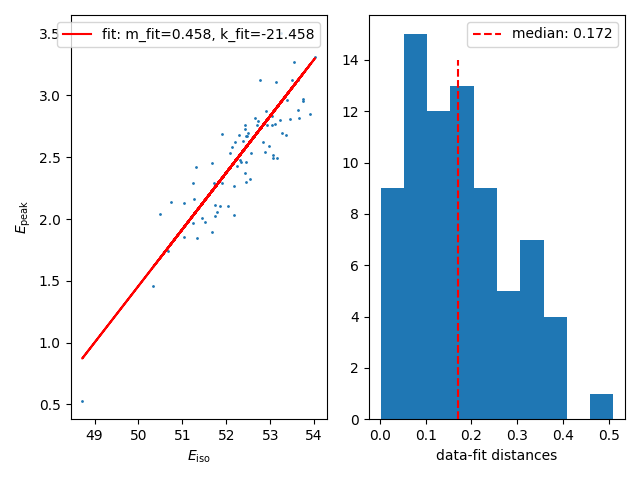 fit: m_fit=0.458, k_fit=-21.458
3.5
3.0
2.5
2.0
1.5
1.0
0.5
E_peak
49 50 51 52 53 54
E_iso
median: 0.172
14
12
10
8
6
4
2
0
0.0 0.1 0.2 0.3 0.4 0.5
data-fit distances